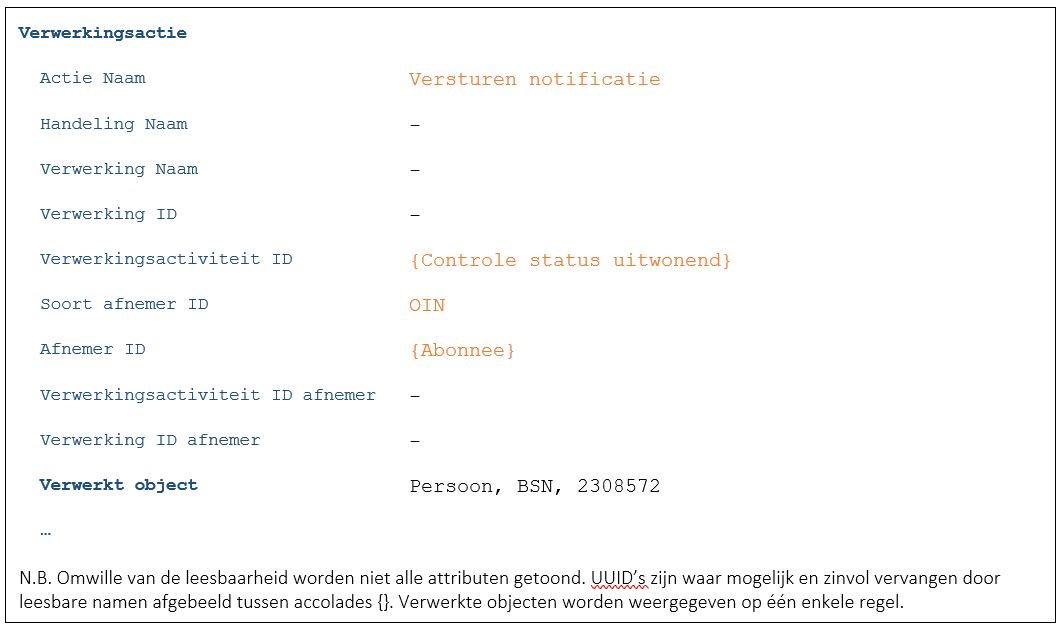 Verwerkingsactie
Actie Naam Versturen notificatie
Handeling Naam –
Verwerking Naam –
Verwerking ID –
Verwerkingsactiviteit ID {Controle status uitwonend}
Soort afnemer ID OIN
Afnemer ID {Abonnee}
Verwerkingsactiviteit ID afnemer –
Verwerking ID afnemer –
Verwerkt object Persoon, BSN, 2308572
…
N.B. Omwille van de leesbaarheid worden niet alle attributen getoond. UUID’s zijn waar mogelijk en zinvol vervangen door
leesbare namen afgebeeld tussen accolades {}. Verwerkte objecten worden weergegeven op één enkele regel.